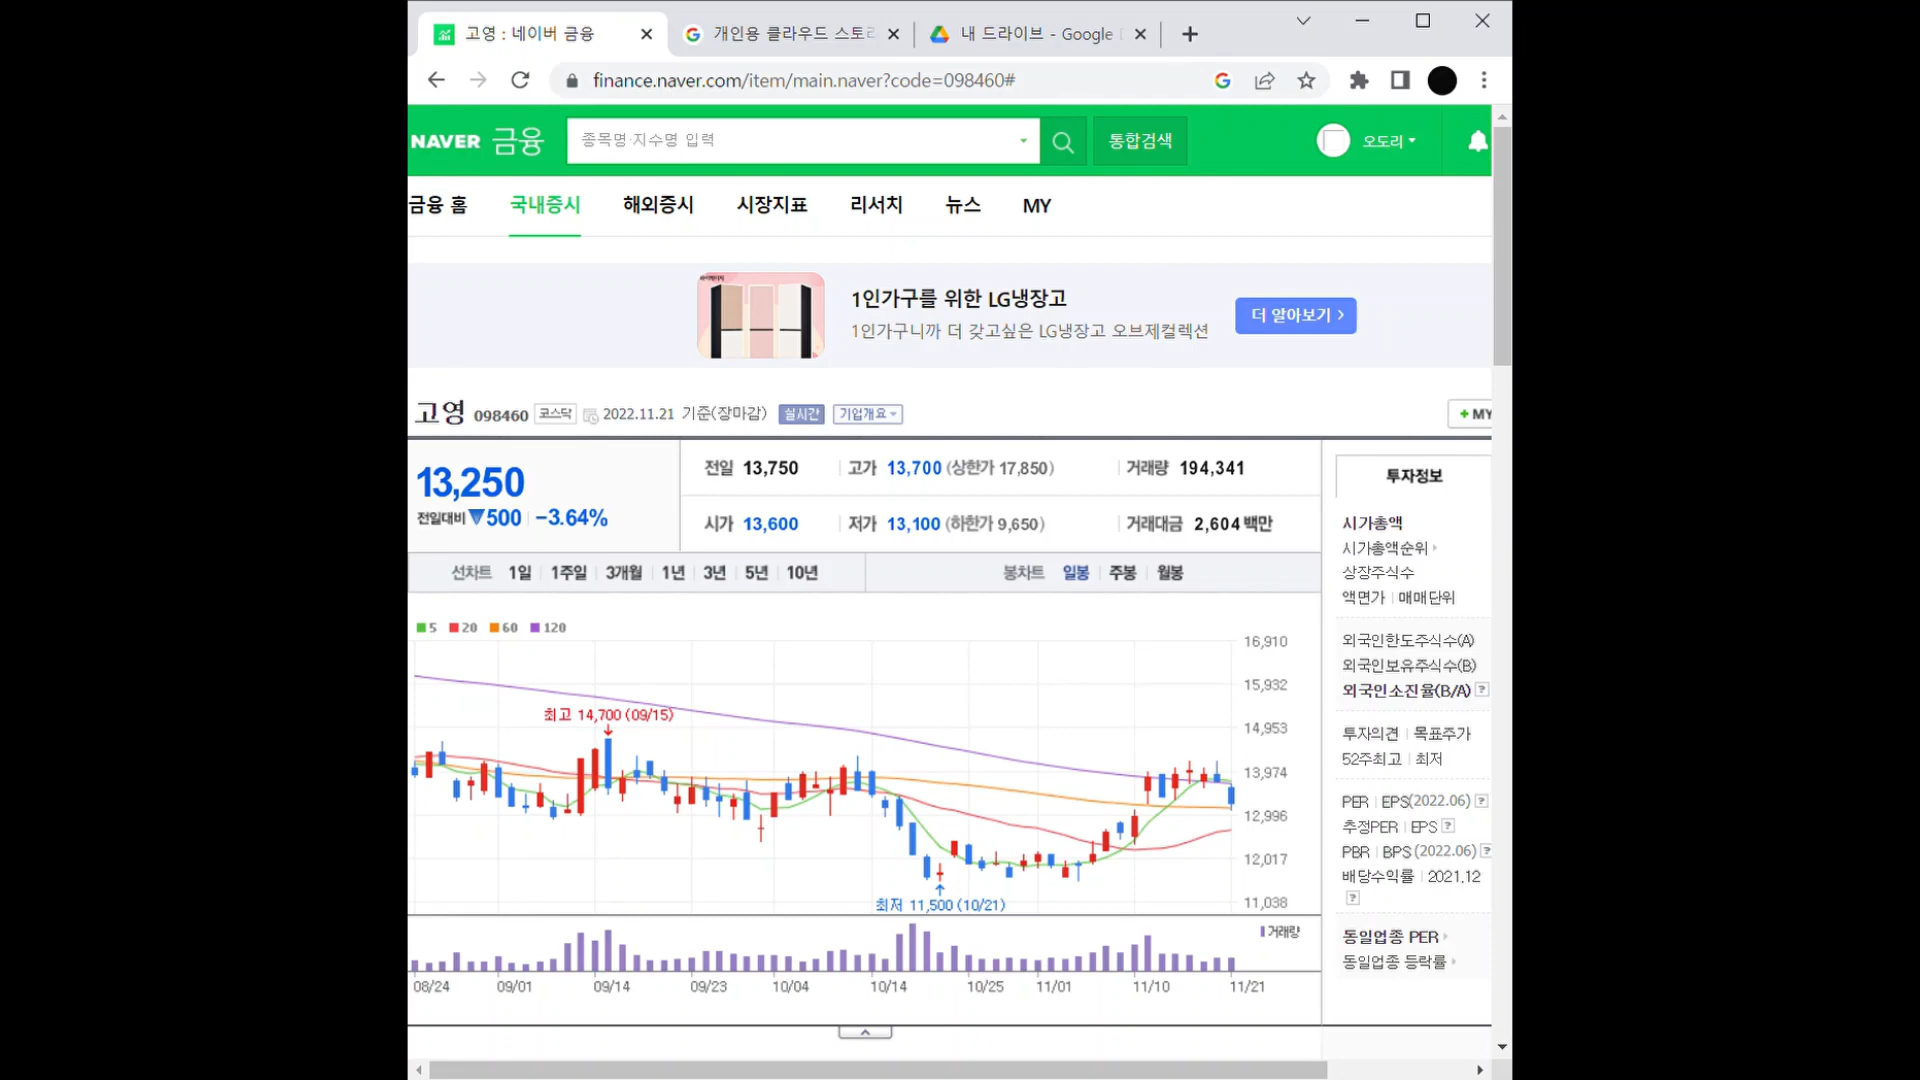 고영 : 네이버 금융
개인용 클라우드 스토리
내 드라이브 - Google
finance.naver.com/item/main.naver?code=098460#
NAVER 금융
종목명·지수명 입력
통합검색
오도리
금융 홈 국내증시 해외증시 시장지표 리서치 뉴스 MY
1인가구를 위한 LG냉장고
1인가구니까 더 갖고싶은 LG냉장고 오브제컬렉션
더 알아보기 >
고영 098460 코스닥 2022.11.21 기준(장마감) 실시간 기업개요
+ MY
13,250
전일대비 ▼500 -3.64%
전일 13,750 고가 13,700 (상한가 17,850) 거래량 194,341
시가 13,600 저가 13,100 (하한가 9,650) 거래대금 2,604 백만
선차트 1일 1주일 3개월 1년 3년 5년 10년 봉차트 일봉 주봉 월봉
5 20 60 120
16,910
15,932
14,953
13,974
12,996
12,017
11,038
최고 14,700 (09/15)
최저 11,500 (10/21)
거래량
08/24 09/01 09/14 09/23 10/04 10/14 10/25 11/01 11/10 11/21
투자정보
시가총액
시가총액순위
상장주식수
액면가 | 매매단위
외국인한도주식수(A)
외국인보유주식수(B)
외국인소진율(B/A) ?
투자의견 | 목표주가
52주최고 | 최저
PER | EPS(2022.06) ?
추정PER | EPS ?
PBR | BPS(2022.06) ?
배당수익률 | 2021.12
?
동일업종 PER
동일업종 등락률